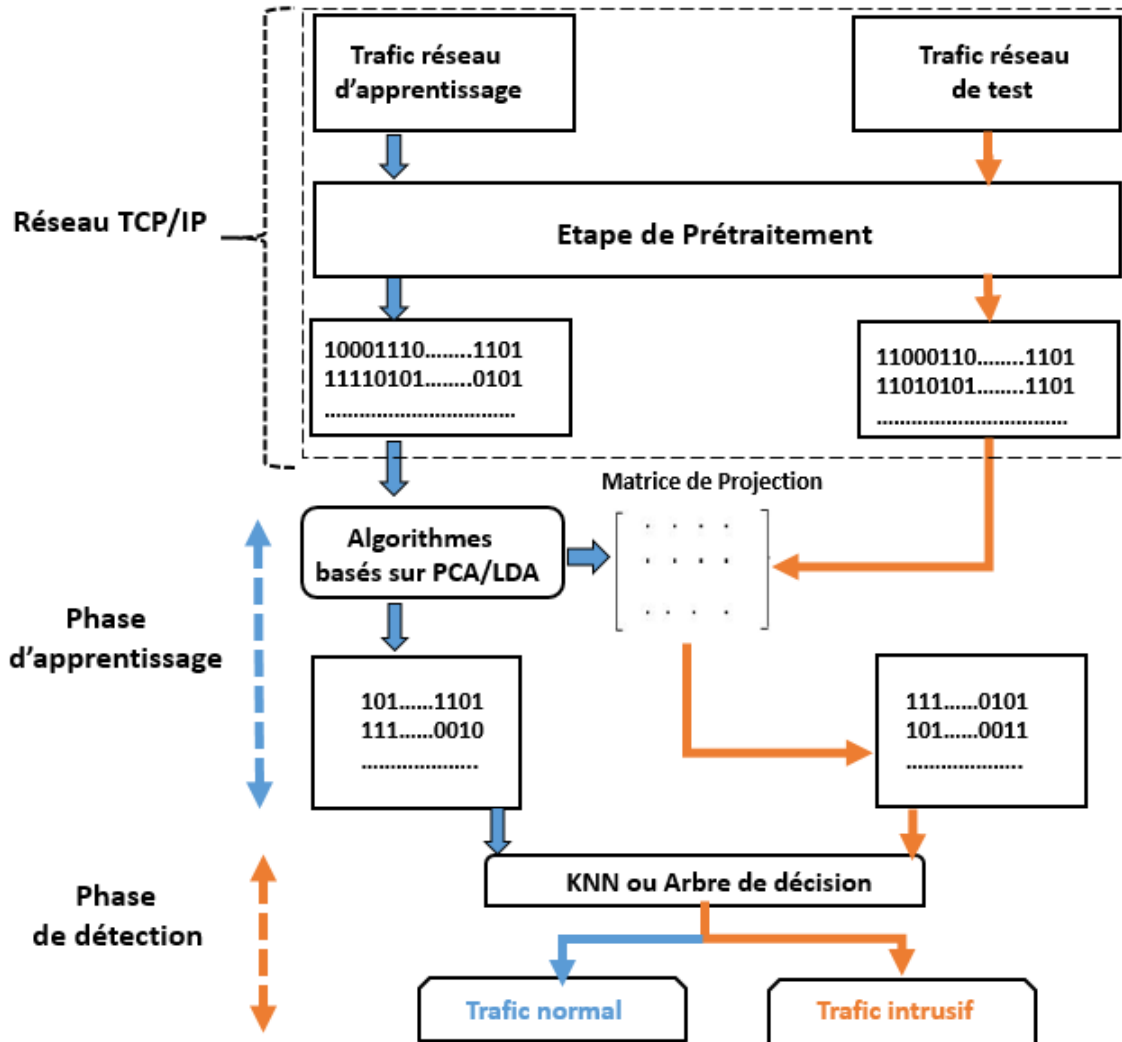 Trafic réseau
d'apprentissage
Trafic réseau
de test
Réseau TCP/IP
Etape de Prétraitement
10001110........1101
11110101........0101
.................................
11000110........1101
11010101........1101
.................................
Matrice de Projection
Algorithmes
basés sur PCA/LDA
Phase
d'apprentissage
101......1101
111......0010
....................
111......0101
101......0011
....................
KNN ou Arbre de décision
Phase
de détection
Trafic normal
Trafic intrusif